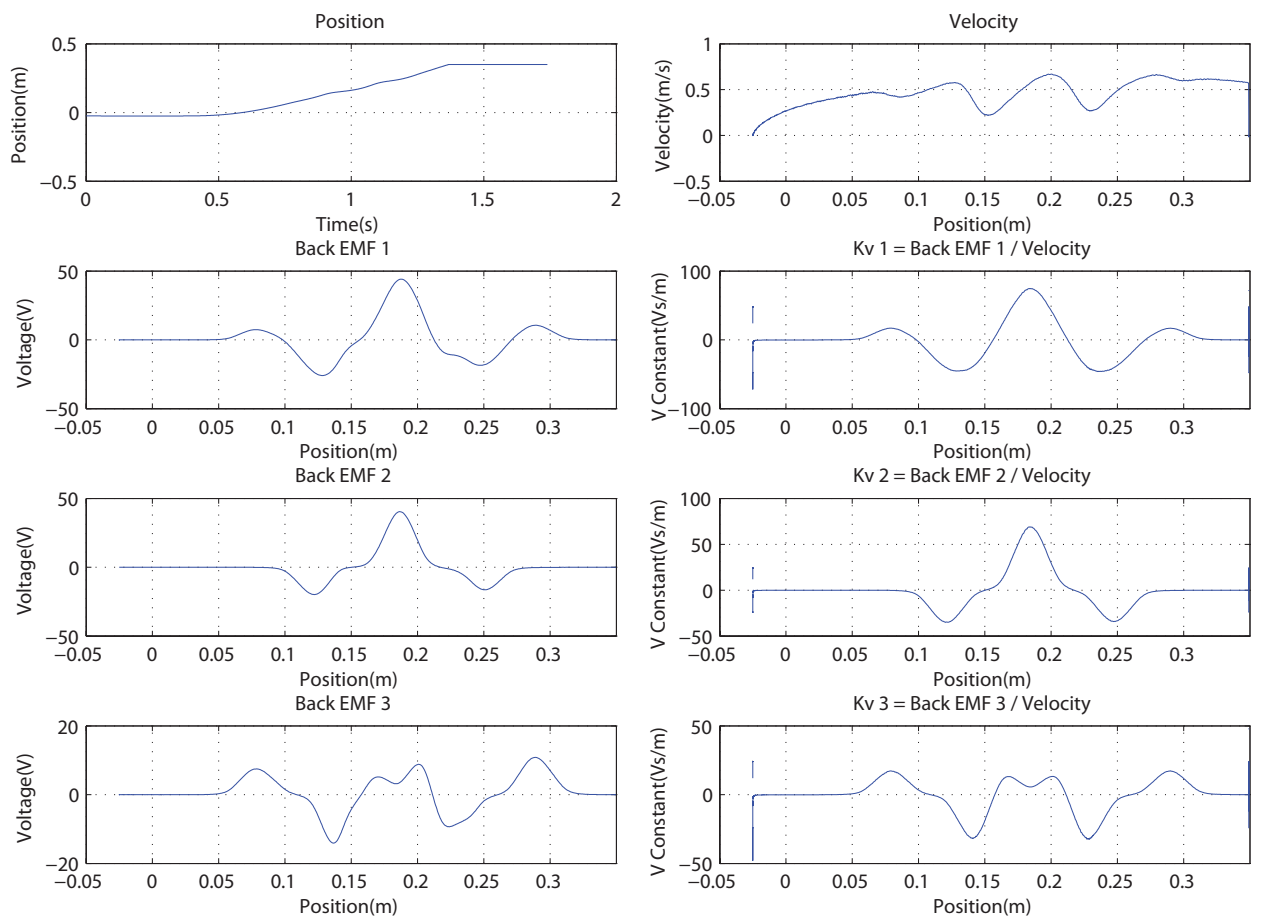 Position
0.5
0
−0.5
Position(m)
0 0.5 1 1.5 2
Time(s)
Velocity
1
0.5
0
−0.5
Velocity(m/s)
−0.05 0 0.05 0.1 0.15 0.2 0.25 0.3
Position(m)
Back EMF 1
50
0
−50
Voltage(V)
−0.05 0 0.05 0.1 0.15 0.2 0.25 0.3
Position(m)
Kv 1 = Back EMF 1 / Velocity
100
0
−100
V Constant(Vs/m)
−0.05 0 0.05 0.1 0.15 0.2 0.25 0.3
Position(m)
Back EMF 2
50
0
−50
Voltage(V)
−0.05 0 0.05 0.1 0.15 0.2 0.25 0.3
Position(m)
Kv 2 = Back EMF 2 / Velocity
100
50
0
−50
V Constant(Vs/m)
−0.05 0 0.05 0.1 0.15 0.2 0.25 0.3
Position(m)
Back EMF 3
20
0
−20
Voltage(V)
−0.05 0 0.05 0.1 0.15 0.2 0.25 0.3
Position(m)
Kv 3 = Back EMF 3 / Velocity
50
0
−50
V Constant(Vs/m)
−0.05 0 0.05 0.1 0.15 0.2 0.25 0.3
Position(m)